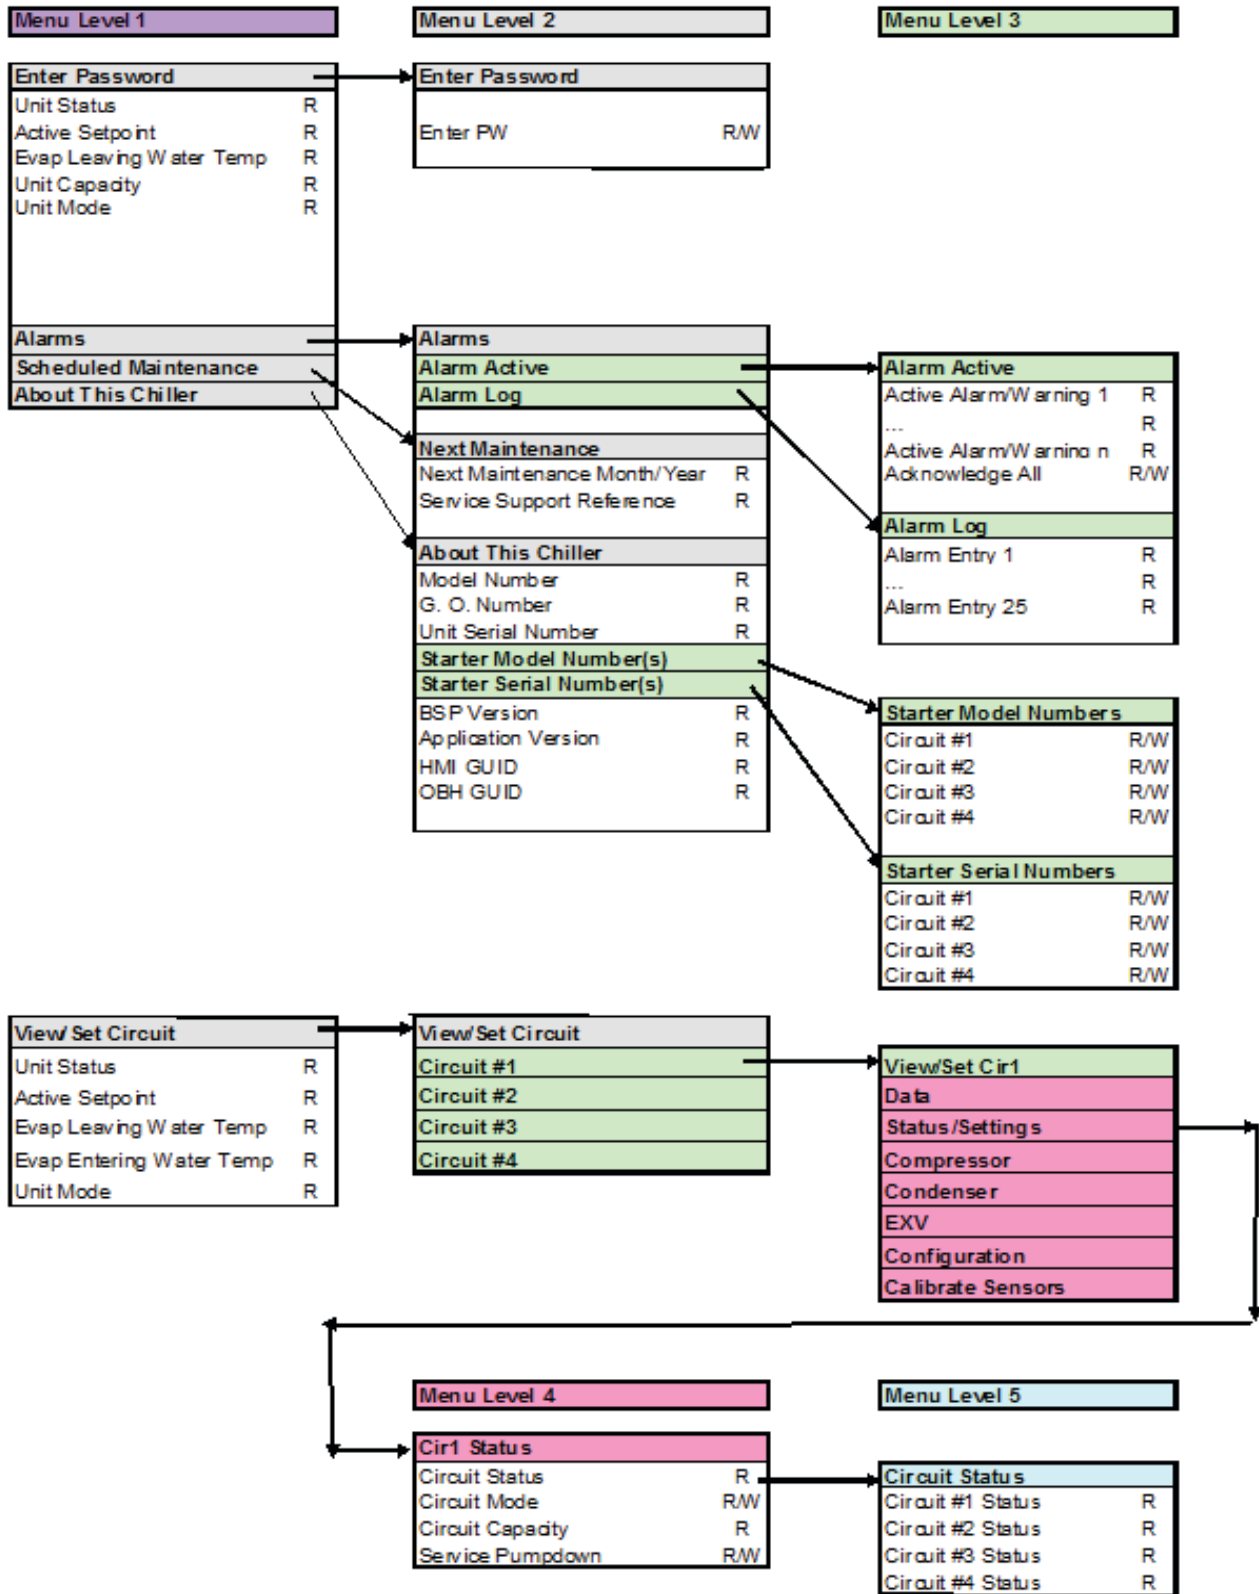 Menu Level 1
Menu Level 2
Menu Level 3
Enter Password
Unit Status R
Active Setpoint R
Evap Leaving Water Temp R
Unit Capacity R
Unit Mode R
Alarms
Scheduled Maintenance
About This Chiller
Enter Password
Enter PW R/W
Alarms
Alarm Active
Alarm Log
Next Maintenance
Next Maintenance Month/Year R
Service Support Reference R
About This Chiller
Model Number R
G. O. Number R
Unit Serial Number R
Starter Model Number(s)
Starter Serial Number(s)
BSP Version R
Application Version R
HMI GUID R
OBH GUID R
Alarm Active
Active Alarm/Warning 1 R
... R
Active Alarm/Warning n R
Acknowledge All R/W
Alarm Log
Alarm Entry 1 R
... R
Alarm Entry 25 R
Starter Model Numbers
Circuit #1 R/W
Circuit #2 R/W
Circuit #3 R/W
Circuit #4 R/W
Starter Serial Numbers
Circuit #1 R/W
Circuit #2 R/W
Circuit #3 R/W
Circuit #4 R/W
View/Set Circuit
Unit Status R
Active Setpoint R
Evap Leaving Water Temp R
Evap Entering Water Temp R
Unit Mode R
View/Set Circuit
Circuit #1
Circuit #2
Circuit #3
Circuit #4
View/Set Cir1
Data
Status/Settings
Compressor
Condenser
EXV
Configuration
Calibrate Sensors
Menu Level 4
Menu Level 5
Cir1 Status
Circuit Status R
Circuit Mode R/W
Circuit Capacity R
Service Pumpdown R/W
Circuit Status
Circuit #1 Status R
Circuit #2 Status R
Circuit #3 Status R
Circuit #4 Status R